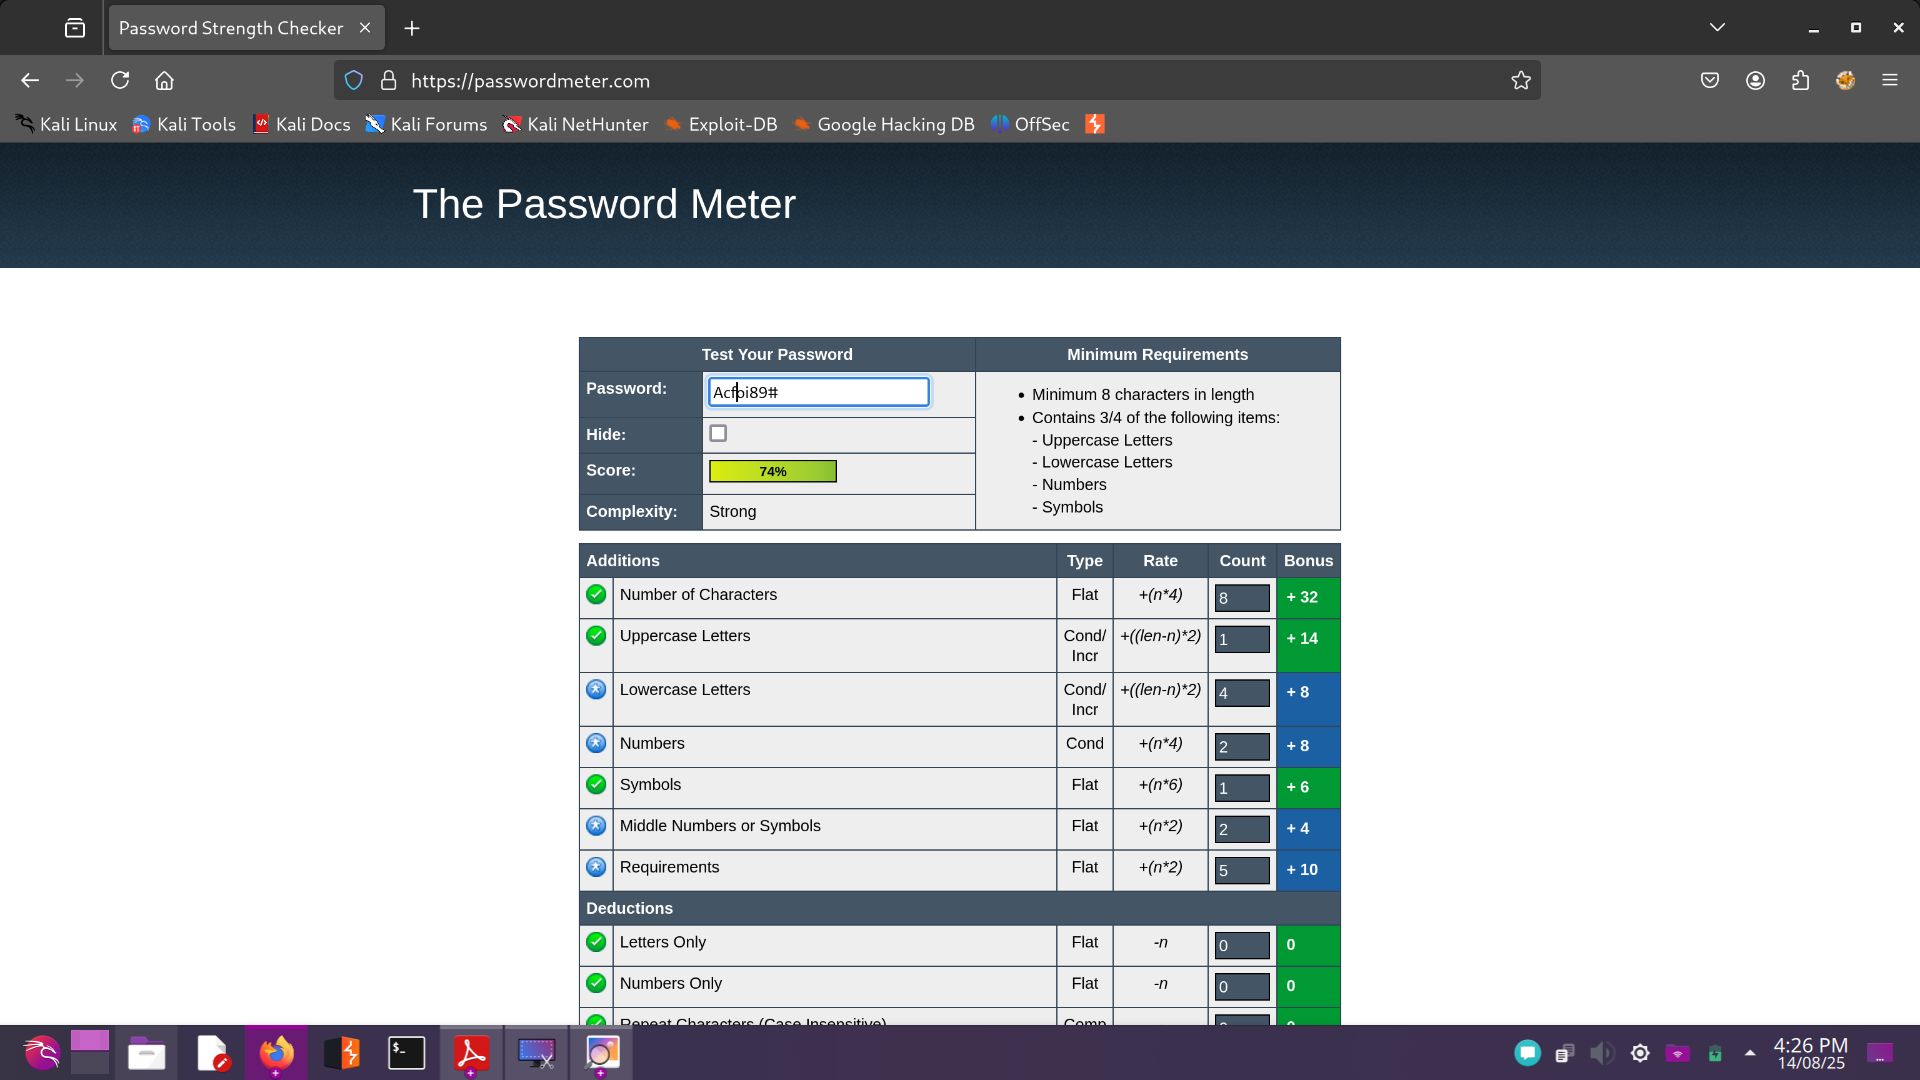 Password Strength Checker
https://passwordmeter.com
Kali Linux Kali Tools Kali Docs Kali Forums Kali NetHunter Exploit-DB Google Hacking DB OffSec
The Password Meter
Test Your Password Minimum Requirements
Password: Acfpi89#
Minimum 8 characters in length
Contains 3/4 of the following items:
- Uppercase Letters
- Lowercase Letters
- Numbers
- Symbols
Hide:
Score: 74%
Complexity: Strong
Additions Type Rate Count Bonus
Number of Characters Flat +(n*4) 8 + 32
Uppercase Letters Cond/ Incr +((len-n)*2) 1 + 14
Lowercase Letters Cond/ Incr +((len-n)*2) 4 + 8
Numbers Cond +(n*4) 2 + 8
Symbols Flat +(n*6) 1 + 6
Middle Numbers or Symbols Flat +(n*2) 2 + 4
Requirements Flat +(n*2) 5 + 10
Deductions
Letters Only Flat -n 0 0
Numbers Only Flat -n 0 0
Repeat Characters (Case Insensitive) Comp
4:26 PM
14/08/25